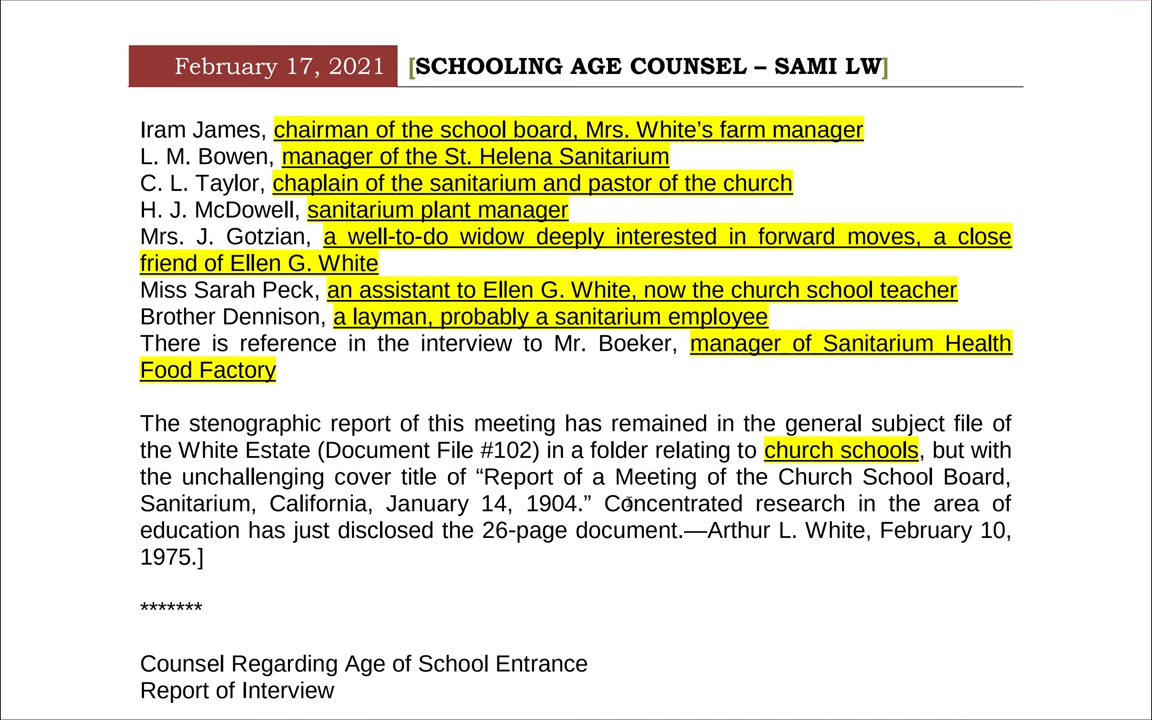 February 17, 2021 [SCHOOLING AGE COUNSEL – SAMI LW]
Iram James, chairman of the school board, Mrs. White’s farm manager
L. M. Bowen, manager of the St. Helena Sanitarium
C. L. Taylor, chaplain of the sanitarium and pastor of the church
H. J. McDowell, sanitarium plant manager
Mrs. J. Gotzian, a well-to-do widow deeply interested in forward moves, a close
friend of Ellen G. White
Miss Sarah Peck, an assistant to Ellen G. White, now the church school teacher
Brother Dennison, a layman, probably a sanitarium employee
There is reference in the interview to Mr. Boeker, manager of Sanitarium Health
Food Factory
The stenographic report of this meeting has remained in the general subject file of
the White Estate (Document File #102) in a folder relating to church schools, but with
the unchallenging cover title of “Report of a Meeting of the Church School Board,
Sanitarium, California, January 14, 1904.” Concentrated research in the area of
education has just disclosed the 26-page document.—Arthur L. White, February 10,
1975.]
*******
Counsel Regarding Age of School Entrance
Report of Interview